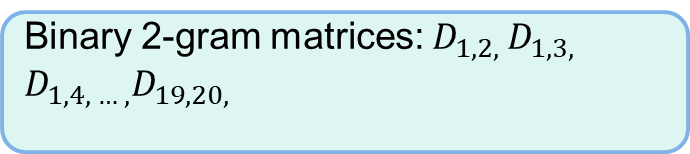 Binary 2-gram matrices: D1,2, D1,3,
D1,4, ... ,D19,20,